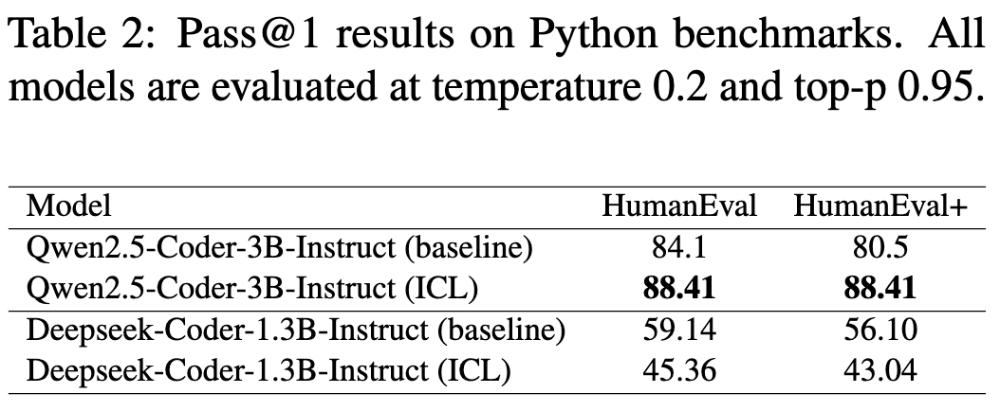 Table 2: Pass@1 results on Python benchmarks. All
models are evaluated at temperature 0.2 and top-p 0.95.
Model HumanEval HumanEval+
Qwen2.5-Coder-3B-Instruct (baseline) 84.1 80.5
Qwen2.5-Coder-3B-Instruct (ICL) 88.41 88.41
Deepseek-Coder-1.3B-Instruct (baseline) 59.14 56.10
Deepseek-Coder-1.3B-Instruct (ICL) 45.36 43.04